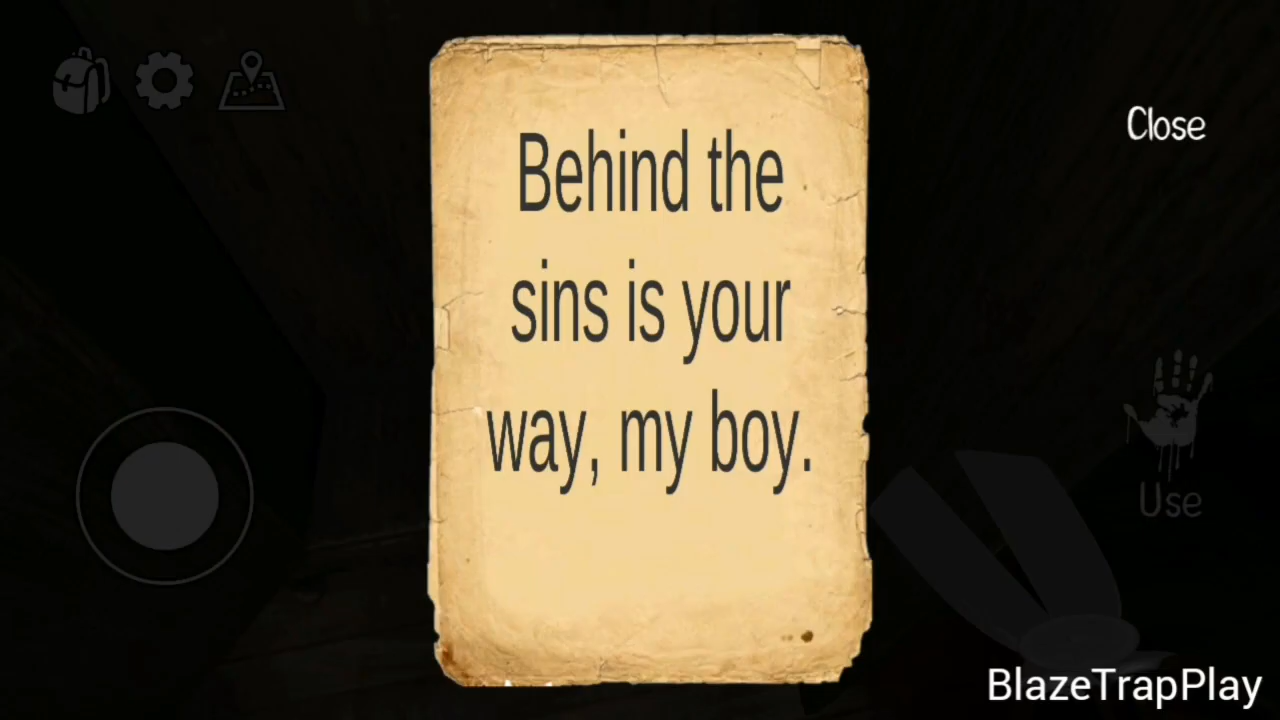 Close
Behind the
sins is your
way, my boy.
Use
BlazeTrapPlay